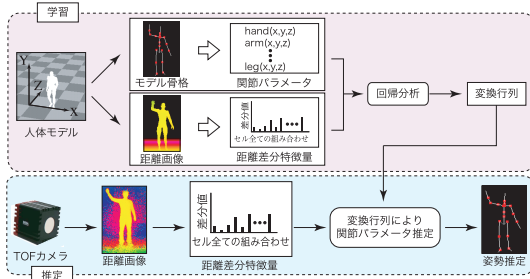 学習
Y
Z
X
人体モデル
モデル骨格
hand(x,y,z)
arm(x,y,z)
leg(x,y,z)
関節パラメータ
距離画像
差分値
セル全ての組み合わせ
距離差分特徴量
回帰分析
変換行列
TOFカメラ
距離画像
差分値
セル全ての組み合わせ
距離差分特徴量
変換行列により
関節パラメータ推定
姿勢推定
推定